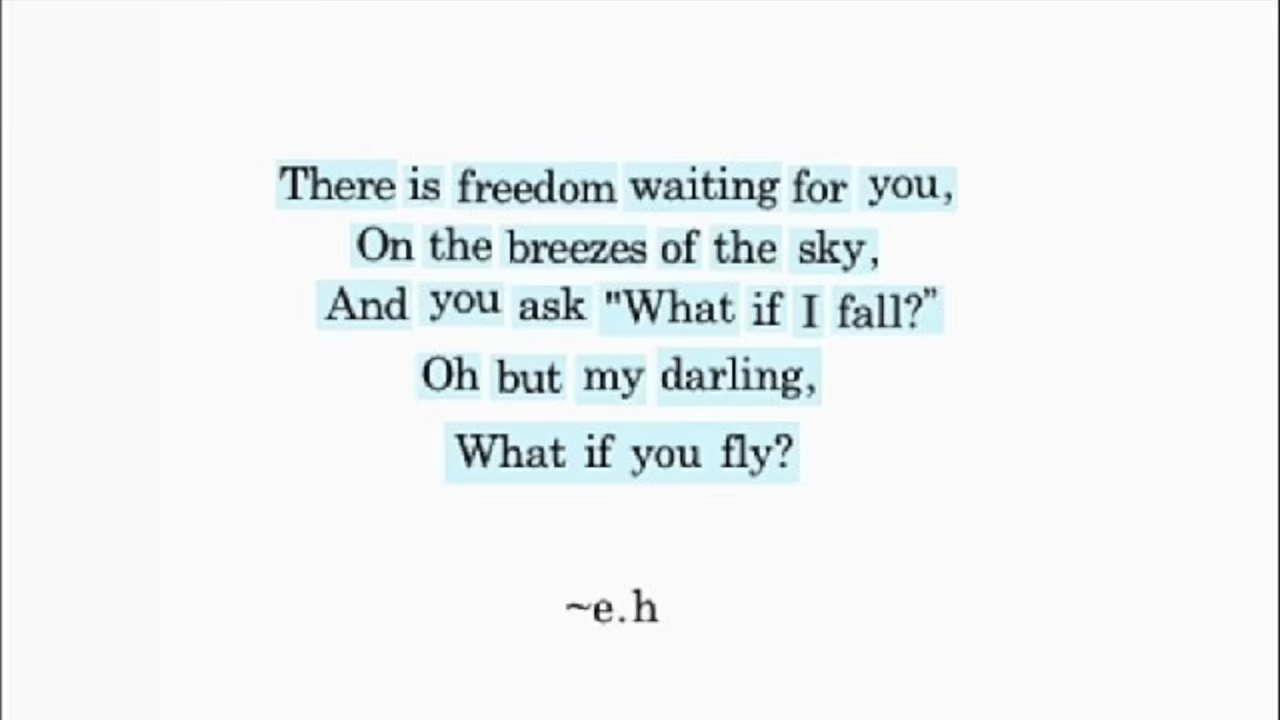 There is freedom waiting for you,
On the breezes of the sky,
And you ask "What if I fall?”
Oh but my darling,
What if you fly?
~e.h